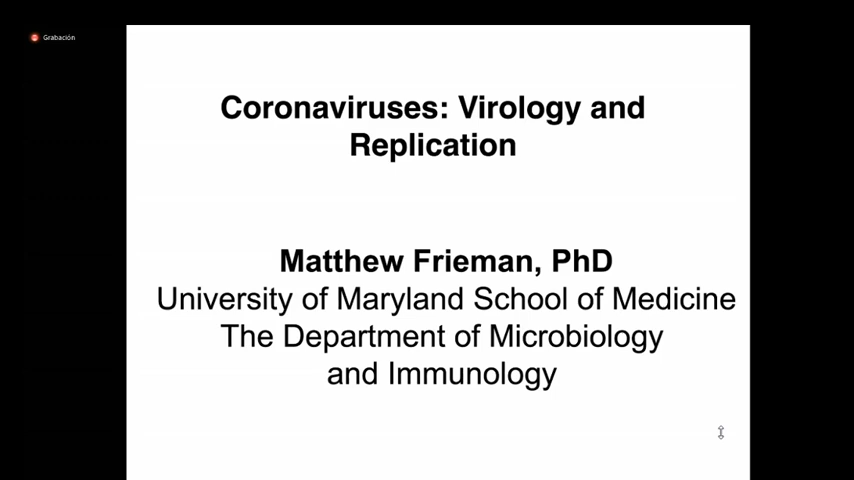 Grabación
Coronaviruses: Virology and
Replication
Matthew Frieman, PhD
University of Maryland School of Medicine
The Department of Microbiology
and Immunology